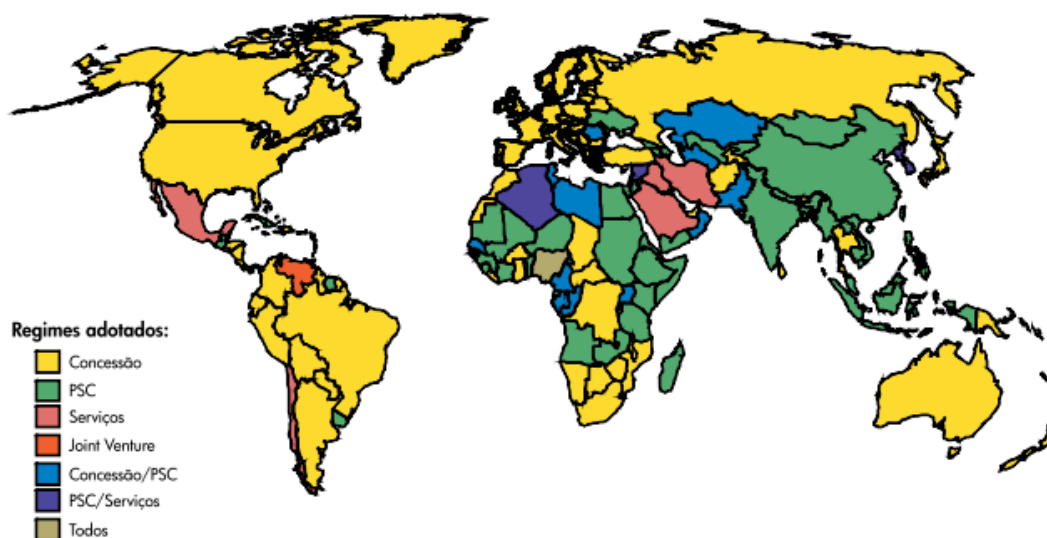 Regimes adotados:
Concessão
PSC
Serviços
Joint Venture
Concessão/PSC
PSC/Serviços
Todos